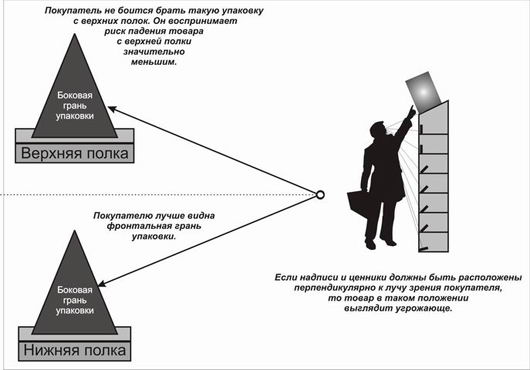 Покупатель не боится брать такую упаковку
с верхних полок. Он воспринимает
риск падения товара
с верхней полки
значительно
меньшим.
Боковая
грань
упаковки
Верхняя полка
Покупателю лучше видна
фронтальная грань
упаковки.
Боковая
грань
упаковки
Нижняя полка
Если надписи и ценники должны быть расположены
перпендикулярно к лучу зрения покупателя,
то товар в таком положении
выглядит угрожающе.